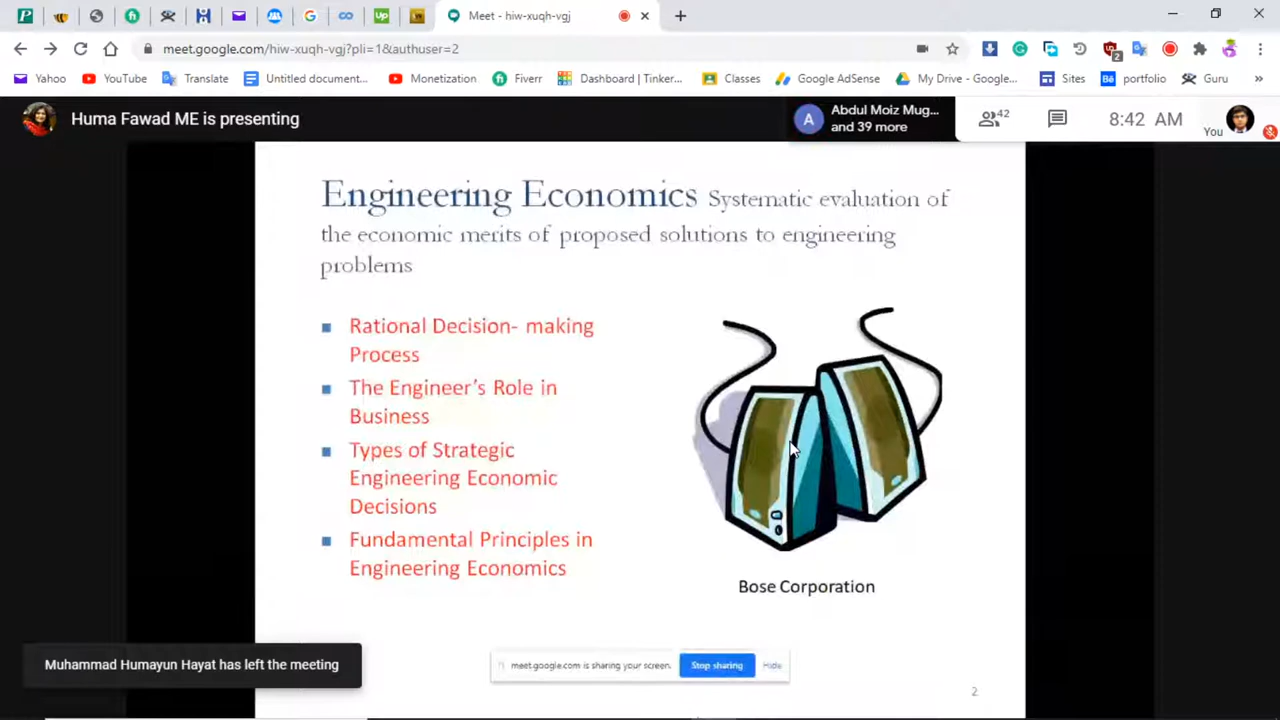 Meet - hiw-xuqh-vgj
meet.google.com/hiw-xuqh-vgj?pli=1&authuser=2
2
Yahoo YouTube Translate Untitled document... Monetization Fiverr Dashboard | Tinker... Classes Google AdSense My Drive - Google... Sites portfolio Guru »
Huma Fawad ME is presenting
A Abdul Moiz Mug...
and 39 more
42
8:42 AM
You
Engineering Economics Systematic evaluation of
the economic merits of proposed solutions to engineering
problems
Rational Decision- making
Process
The Engineer's Role in
Business
Types of Strategic
Engineering Economic
Decisions
Fundamental Principles in
Engineering Economics
Bose Corporation
Muhammad Humayun Hayat has left the meeting
meet.google.com is sharing your screen. Stop sharing Hide
2